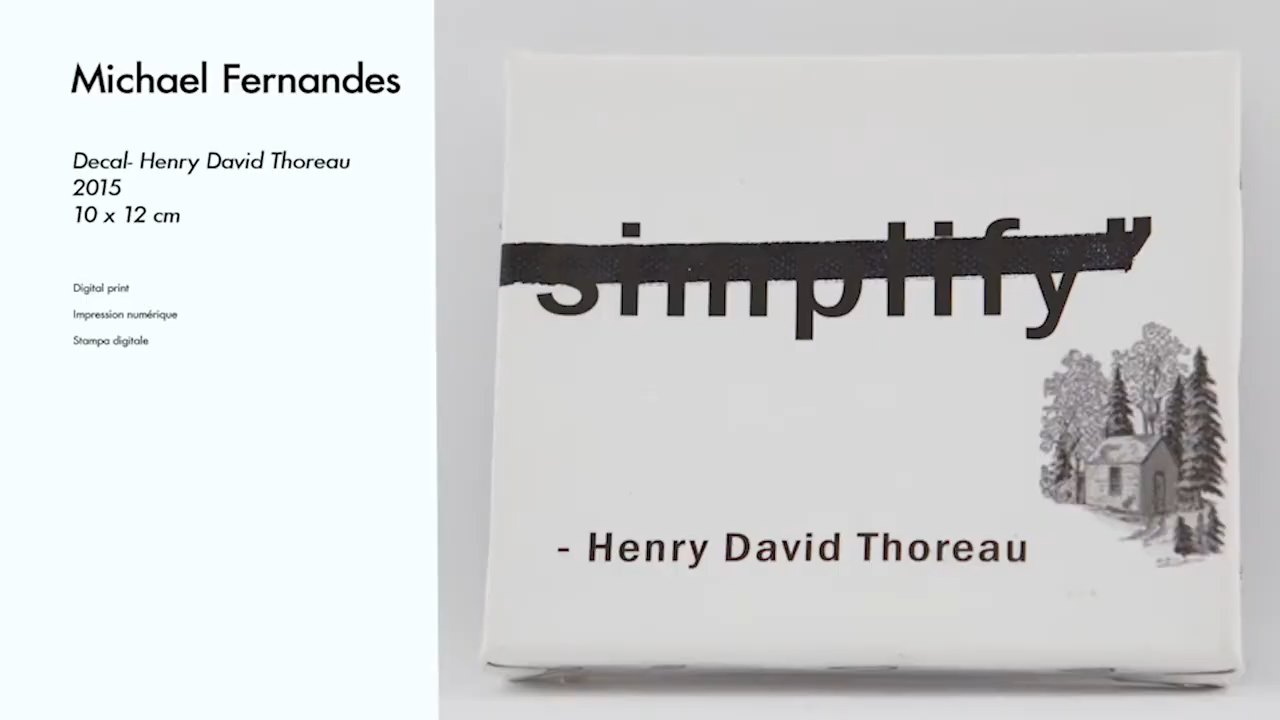 Michael Fernandes
Decal- Henry David Thoreau
2015
10 x 12 cm
Digital print
Impression numérique
Stampa digitale
simplify"
- Henry David Thoreau